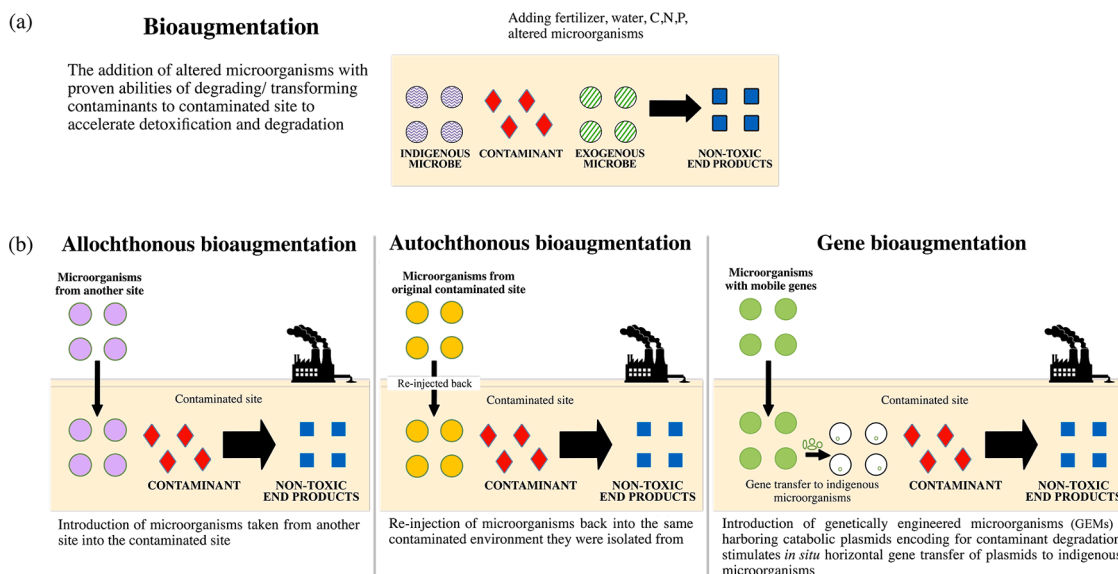 (a)
Bioaugmentation
The addition of altered microorganisms with
proven abilities of degrading/ transforming
contaminants to contaminated site to
accelerate detoxification and degradation
Adding fertilizer, water, C,N,P,
altered microorganisms
INDIGENOUS
MICROBE
CONTAMINANT
EXOGENOUS
MICROBE
NON-TOXIC
END PRODUCTS
(b)
Allochthonous bioaugmentation
Microorganisms
from another site
Contaminated site
CONTAMINANT
NON-TOXIC
END PRODUCTS
Introduction of microorganisms taken from another
site into the contaminated site
Autochthonous bioaugmentation
Microorganisms from
original contaminated site
Re-injected back
Contaminated site
CONTAMINANT
NON-TOXIC
END PRODUCTS
Re-injection of microorganisms back into the same
contaminated environment they were isolated from
Gene bioaugmentation
Microorganisms
with mobile genes
Contaminated site
Gene transfer to indigenous
microorganisms
CONTAMINANT
NON-TOXIC
END PRODUCTS
Introduction of genetically engineered microorganisms (GEMs)
harboring catabolic plasmids encoding for contaminant degradation
stimulates in situ horizontal gene transfer of plasmids to indigenous
microorganisms